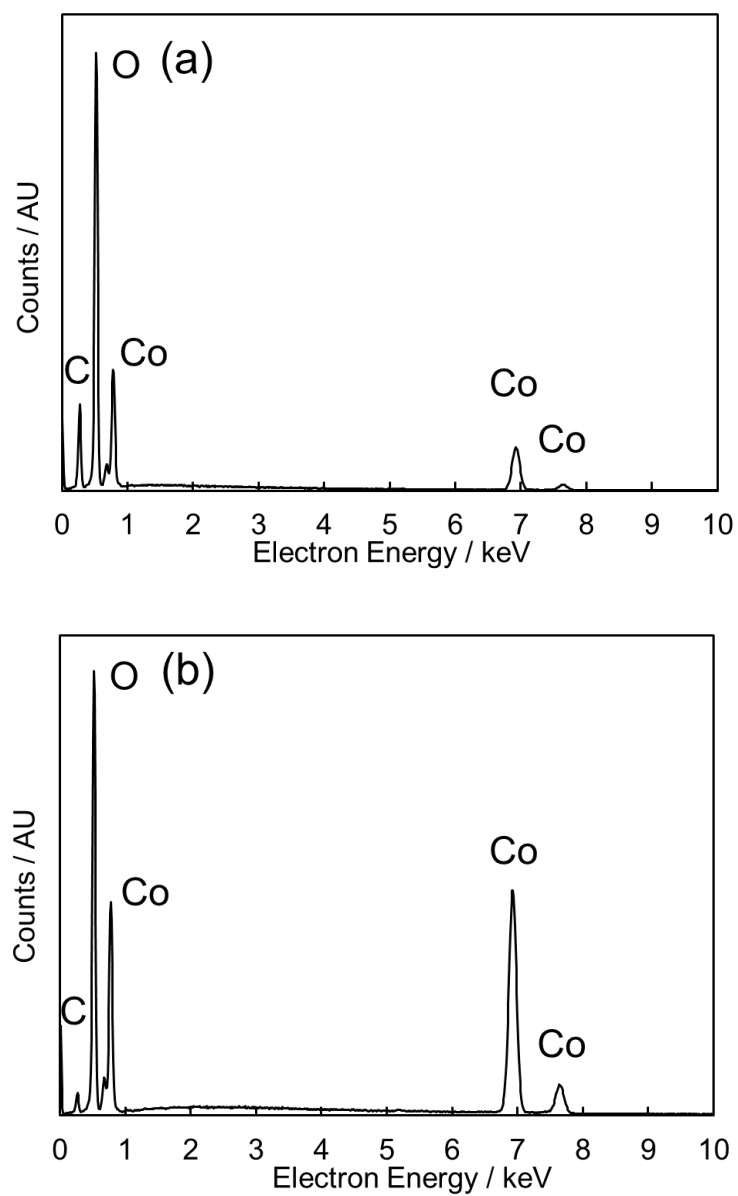 O (a)
Co
C
Co
Co
Counts / AU
0 1 2 3 4 5 6 7 8 9 10
Electron Energy / keV
O (b)
Co
Co
C
Co
Counts / AU
0 1 2 3 4 5 6 7 8 9 10
Electron Energy / keV